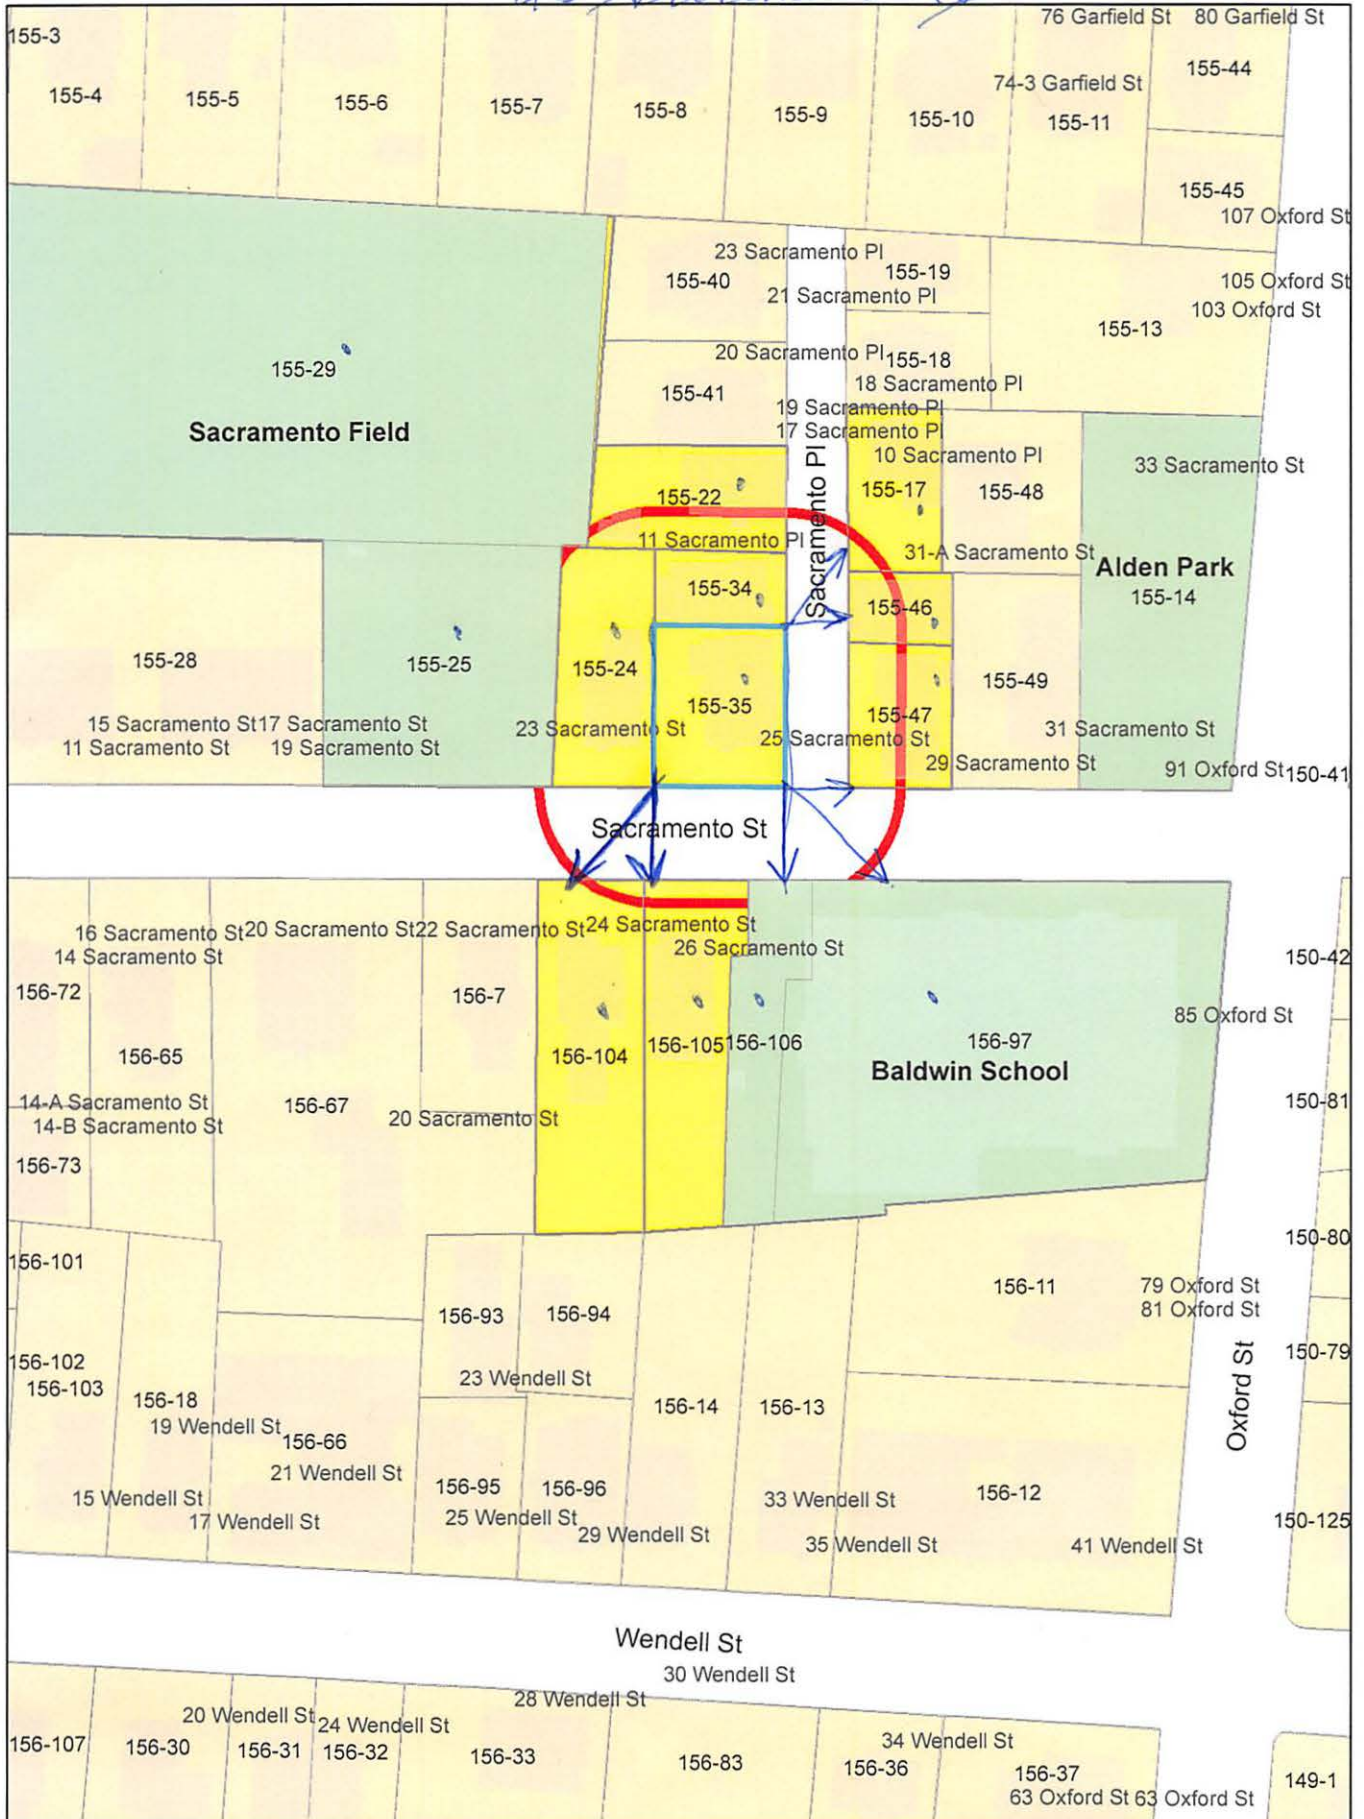 76 Garfield St 80 Garfield St
155-3
155-44
155-4 155-5 155-6 155-7 155-8 155-9 155-10
74-3 Garfield St
155-11
155-45
107 Oxford St
23 Sacramento Pl
155-40
155-19
21 Sacramento Pl
105 Oxford St
103 Oxford St
155-13
155-29
20 Sacramento Pl
155-18
18 Sacramento Pl
155-41
19 Sacramento Pl
17 Sacramento Pl
Sacramento Field
10 Sacramento Pl
33 Sacramento St
155-22
155-17
155-48
Sacramento Pl
11 Sacramento Pl
31-A Sacramento St
Alden Park
155-14
155-34
155-46
155-28
155-25
155-24
155-35
155-47
155-49
15 Sacramento St 17 Sacramento St
11 Sacramento St 19 Sacramento St
23 Sacramento St
25 Sacramento St
31 Sacramento St
29 Sacramento St
91 Oxford St
150-41
Sacramento St
16 Sacramento St 20 Sacramento St 22 Sacramento St 24 Sacramento St
14 Sacramento St
26 Sacramento St
150-42
156-72
156-7
85 Oxford St
156-65
156-104
156-105
156-106
156-97
Baldwin School
14-A Sacramento St
14-B Sacramento St
156-67
20 Sacramento St
150-81
156-73
150-80
156-101
156-93
156-94
156-11
79 Oxford St
81 Oxford St
156-102
156-103
150-79
23 Wendell St
Oxford St
156-18
156-14
156-13
19 Wendell St
156-66
21 Wendell St
156-95
156-96
156-12
15 Wendell St
17 Wendell St
25 Wendell St
29 Wendell St
33 Wendell St
35 Wendell St
41 Wendell St
150-125
Wendell St
30 Wendell St
28 Wendell St
20 Wendell St
24 Wendell St
34 Wendell St
156-107 156-30 156-31 156-32 156-33 156-83 156-36 156-37
63 Oxford St 63 Oxford St
149-1